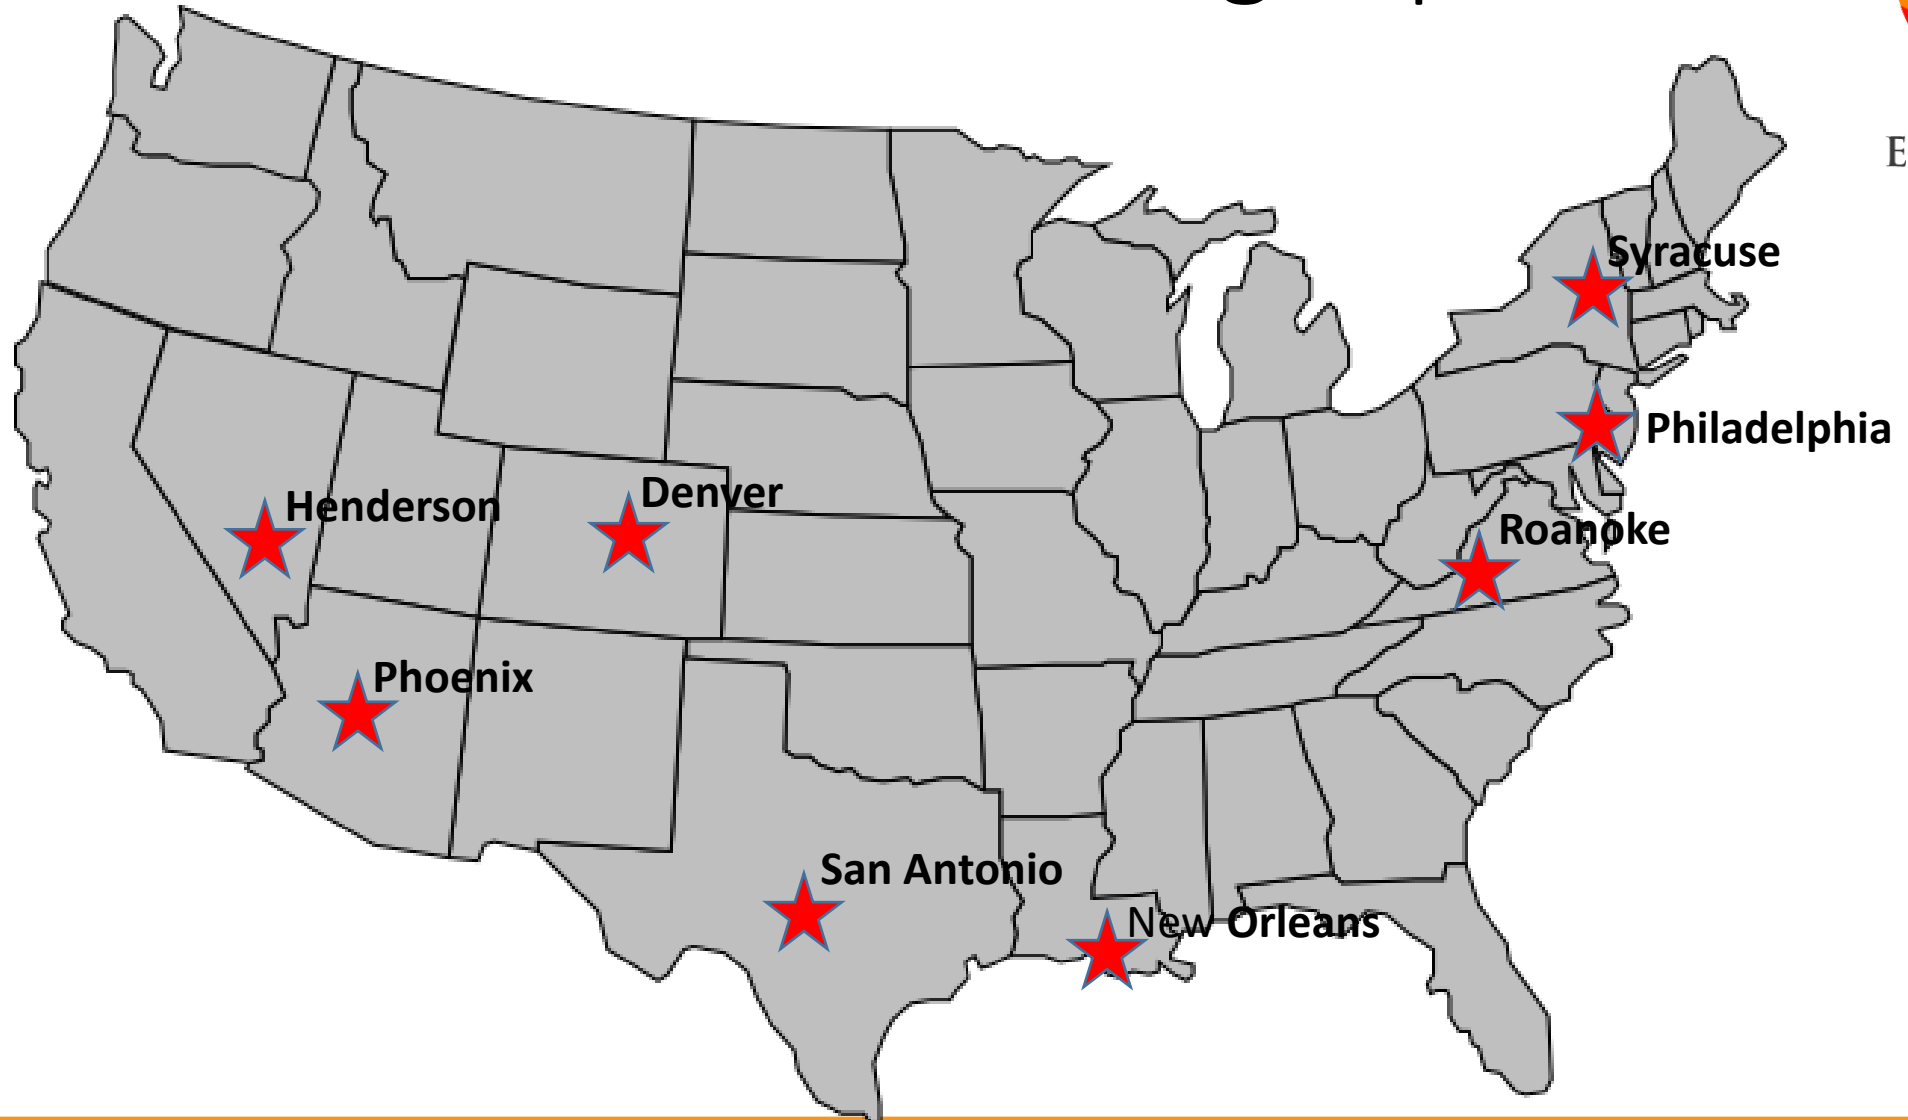 E
Syracuse
Philadelphia
Henderson
Denver
Roanoke
Phoenix
San Antonio
New Orleans